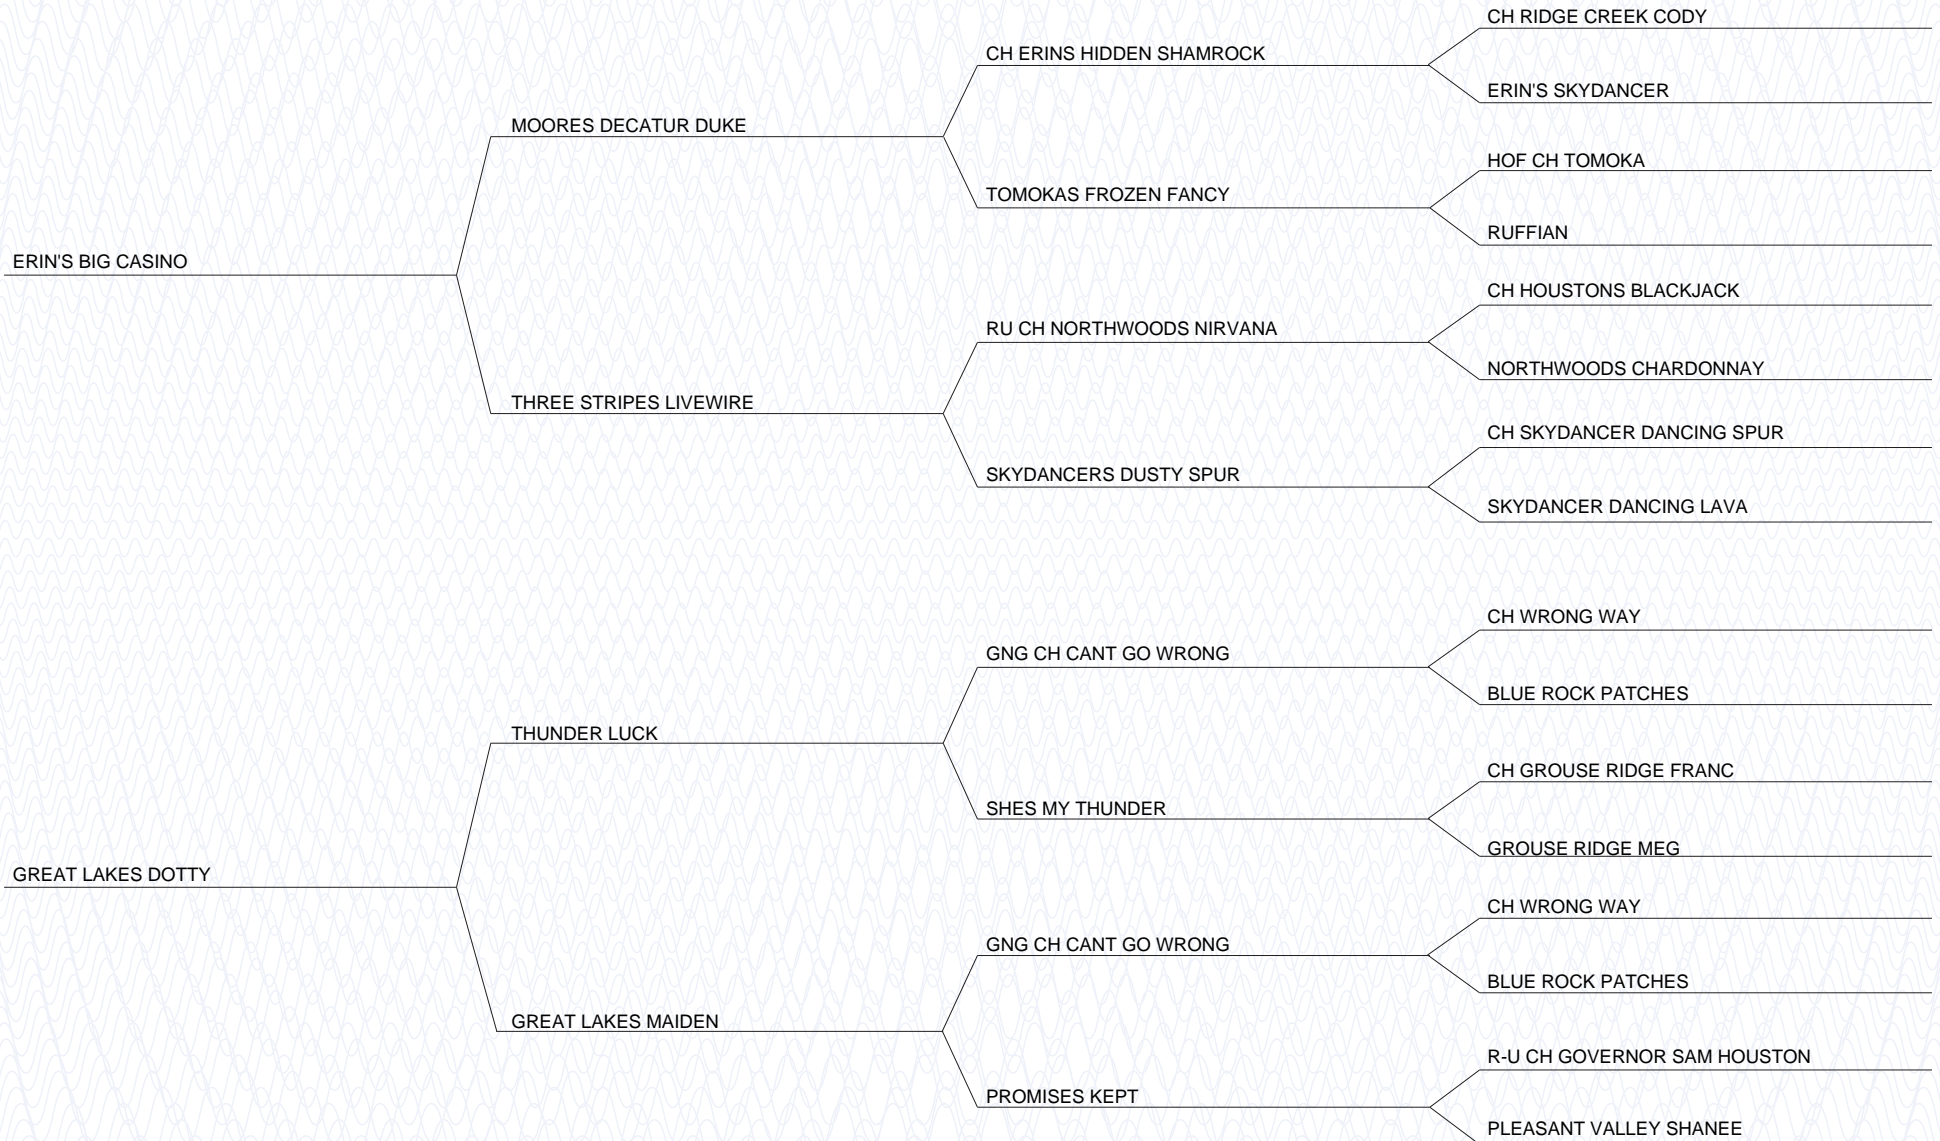 CH RIDGE CREEK CODY
CH ERINS HIDDEN SHAMROCK
ERIN'S SKYDANCER
MOORES DECATUR DUKE
HOF CH TOMOKA
TOMOKAS FROZEN FANCY
RUFFIAN
ERIN'S BIG CASINO
CH HOUSTONS BLACKJACK
RU CH NORTHWOODS NIRVANA
NORTHWOODS CHARDONNAY
THREE STRIPES LIVEWIRE
CH SKYDANCER DANCING SPUR
SKYDANCERS DUSTY SPUR
SKYDANCER DANCING LAVA
CH WRONG WAY
GNG CH CANT GO WRONG
BLUE ROCK PATCHES
THUNDER LUCK
CH GROUSE RIDGE FRANC
SHES MY THUNDER
GROUSE RIDGE MEG
GREAT LAKES DOTTY
CH WRONG WAY
GNG CH CANT GO WRONG
BLUE ROCK PATCHES
GREAT LAKES MAIDEN
R-U CH GOVERNOR SAM HOUSTON
PROMISES KEPT
PLEASANT VALLEY SHANEE